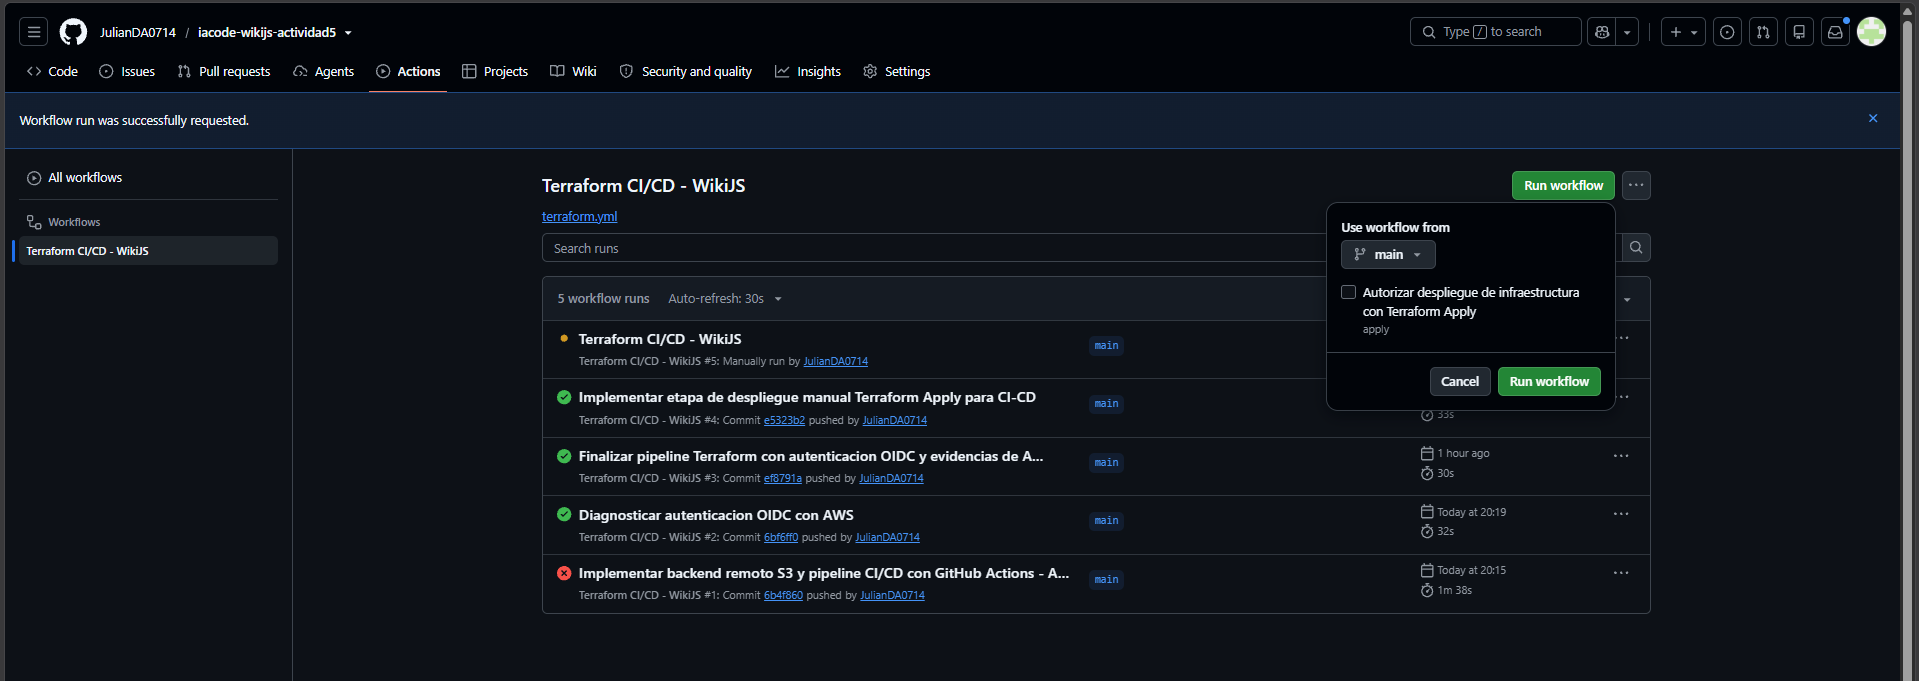 JulianDA0714 / iacode-wikijs-actividad5
Type / to search
Code
Issues
Pull requests
Agents
Actions
Projects
Wiki
Security and quality
Insights
Settings
Workflow run was successfully requested.
All workflows
Workflows
Terraform CI/CD - WikiJS
Terraform CI/CD - WikiJS
Run workflow
terraform.yml
Search runs
Use workflow from
main
Autorizar despliegue de infraestructura
con Terraform Apply
apply
Cancel
Run workflow
5 workflow runs
Auto-refresh: 30s
Terraform CI/CD - WikiJS
main
Terraform CI/CD - WikiJS #5: Manually run by JulianDA0714
Implementar etapa de despliegue manual Terraform Apply para CI-CD
main
Terraform CI/CD - WikiJS #4: Commit e5323b2 pushed by JulianDA0714
33s
Finalizar pipeline Terraform con autenticacion OIDC y evidencias de A...
main
1 hour ago
Terraform CI/CD - WikiJS #3: Commit ef8791a pushed by JulianDA0714
30s
Diagnosticar autenticacion OIDC con AWS
main
Today at 20:19
Terraform CI/CD - WikiJS #2: Commit 6bf6ff0 pushed by JulianDA0714
32s
Implementar backend remoto S3 y pipeline CI/CD con GitHub Actions - A...
main
Today at 20:15
Terraform CI/CD - WikiJS #1: Commit 6b4f860 pushed by JulianDA0714
1m 38s